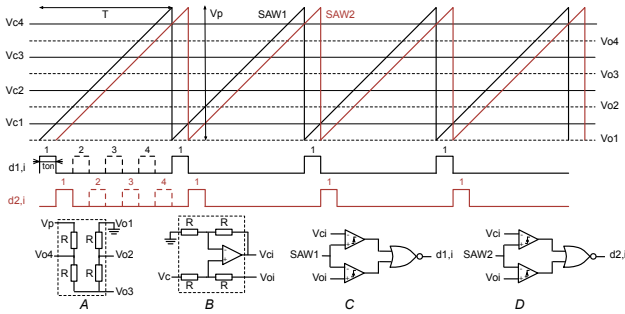 Vc4 T Vp SAW1 SAW2
Vo4
Vc3
Vo3
Vc2
Vo2
Vc1
Vo1
1 2 3 4 1 1 1
d1,i ton
1 2 3 4 1 1 1
d2,i
Vp Vo1 R R Vo4 Vo2 R R Vo3
A
R R - + Vci Vc R R Voi
B
Vci - + SAW1 - + Voi d1,i
C
Vci - + SAW2 - + Voi d2,i
D